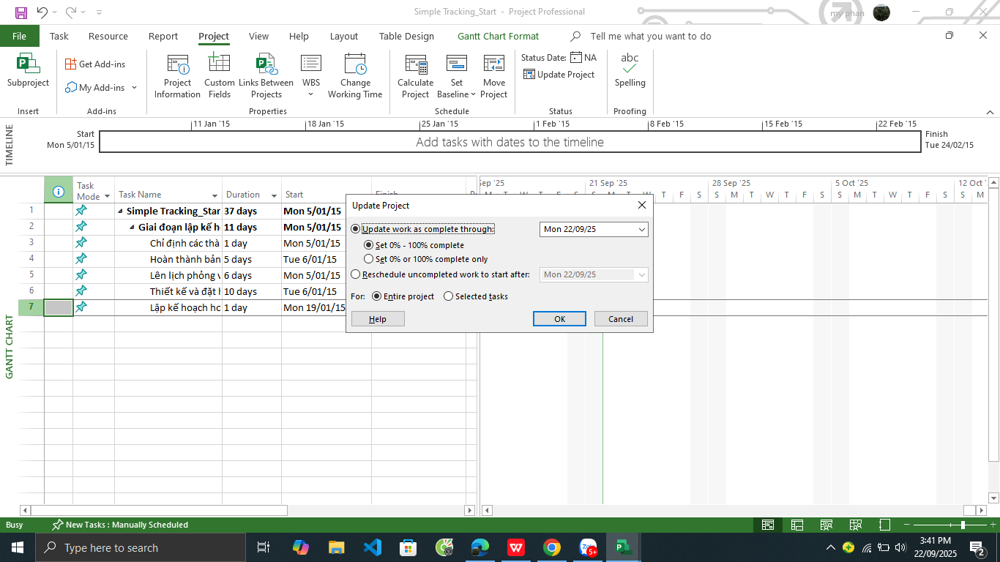 Simple Tracking_Start - Project Professional
my phan
File Task Resource Report Project View Help Layout Table Design Gantt Chart Format Tell me what you want to do
Subproject
Insert
Get Add-ins
My Add-ins
Add-ins
Project Information
Custom Fields
Links Between Projects
WBS
Change Working Time
Properties
Calculate Project
Set Baseline
Move Project
Schedule
Status Date: NA
Update Project
Status
abc
Spelling
Proofing
TIMELINE
11 Jan '15 18 Jan '15 25 Jan '15 1 Feb '15 8 Feb '15 15 Feb '15 22 Feb '15
Start
Mon 5/01/15
Add tasks with dates to the timeline
Finish
Tue 24/02/15
GANTT CHART
Task Mode Task Name Duration Start
1 Simple Tracking_Star 37 days Mon 5/01/15
2 Giai đoạn lập kế h 11 days Mon 5/01/15
3 Chỉ định các thà 1 day Mon 5/01/15
4 Hoàn thành bản 5 days Tue 6/01/15
5 Lên lịch phỏng v 6 days Mon 5/01/15
6 Thiết kế và đặt h 10 days Tue 6/01/15
7 Lập kế hoạch họ 1 day Mon 19/01/15
Sep '25 21 Sep '25 28 Sep '25 5 Oct '25 12 Oct '
T F S S M T W T F S S M T W T F S S M
Update Project
Update work as complete through: Mon 22/09/25
Set 0% - 100% complete
Set 0% or 100% complete only
Reschedule uncompleted work to start after: Mon 22/09/25
For: Entire project Selected tasks
Help OK Cancel
Busy New Tasks : Manually Scheduled
Type here to search
5+
3:41 PM
22/09/2025
2